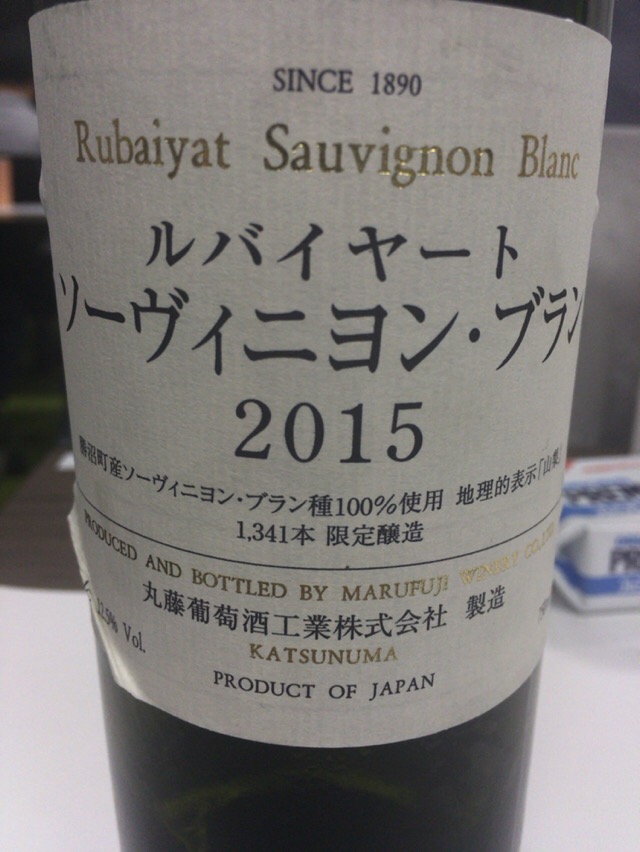 SINCE 1890
Rubaiyat Sauvignon Blanc
ルバイヤート
ソーヴィニヨン・ブラン
2015
勝沼町産ソーヴィニヨン・ブラン種100%使用 地理的表示「山梨」
1,341本 限定醸造
PRODUCED AND BOTTLED BY MARUFUJI WINERY CO.,LTD
丸藤葡萄酒工業株式会社 製造
Vol.
KATSUNUMA
PRODUCT OF JAPAN